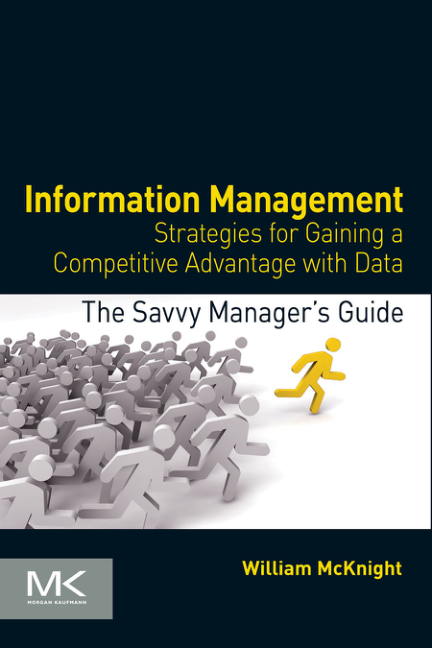 Information Management
Strategies for Gaining a
Competitive Advantage with Data
The Savvy Manager's Guide
William McKnight
MK
MORGAN KAUFMANN